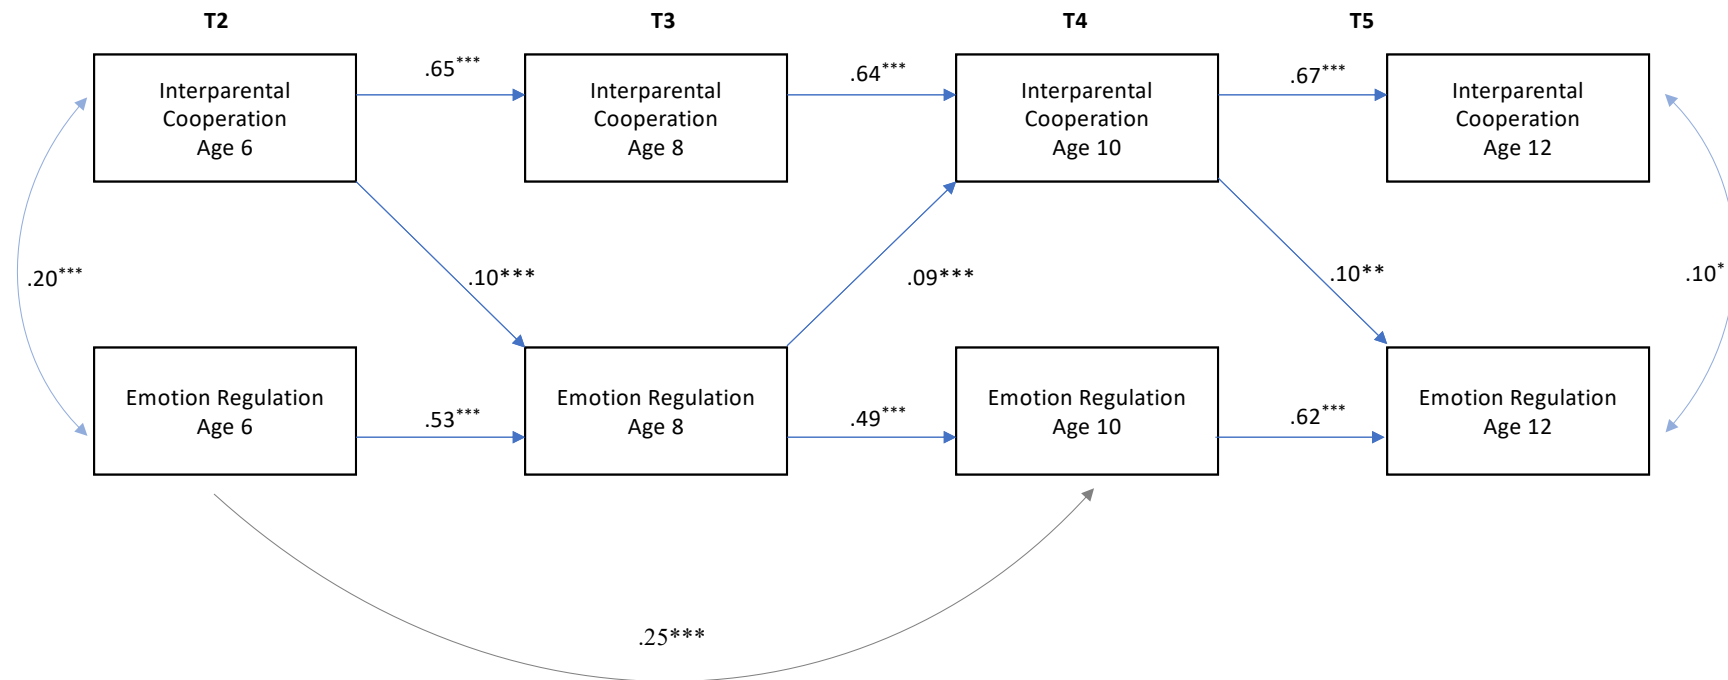 T2 T3 T4 T5
.65*** .64*** .67***
Interparental
Cooperation
Age 6
Interparental
Cooperation
Age 8
Interparental
Cooperation
Age 10
Interparental
Cooperation
Age 12
.20*** .10*** .09*** .10** .10*
Emotion Regulation
Age 6
.53***
Emotion Regulation
Age 8
.49***
Emotion Regulation
Age 10
.62***
Emotion Regulation
Age 12
.25***